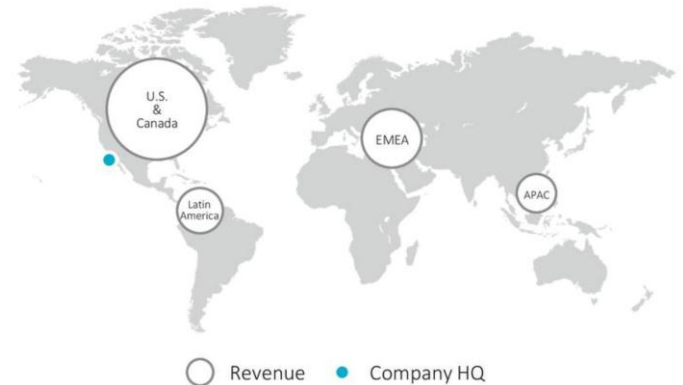 U.S.
&
Canada
EMEA
Latin
America
APAC
Revenue
Company HQ